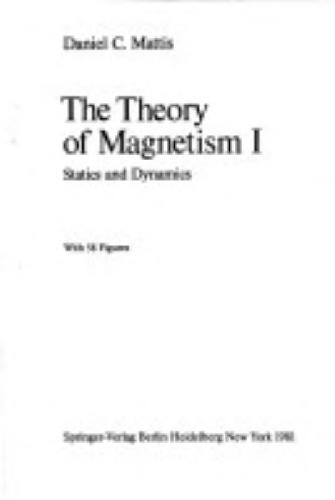 Daniel C. Mattis
The Theory
of Magnetism I
Statics and Dynamics
With 58 Figures
Springer-Verlag Berlin Heidelberg New York 1981